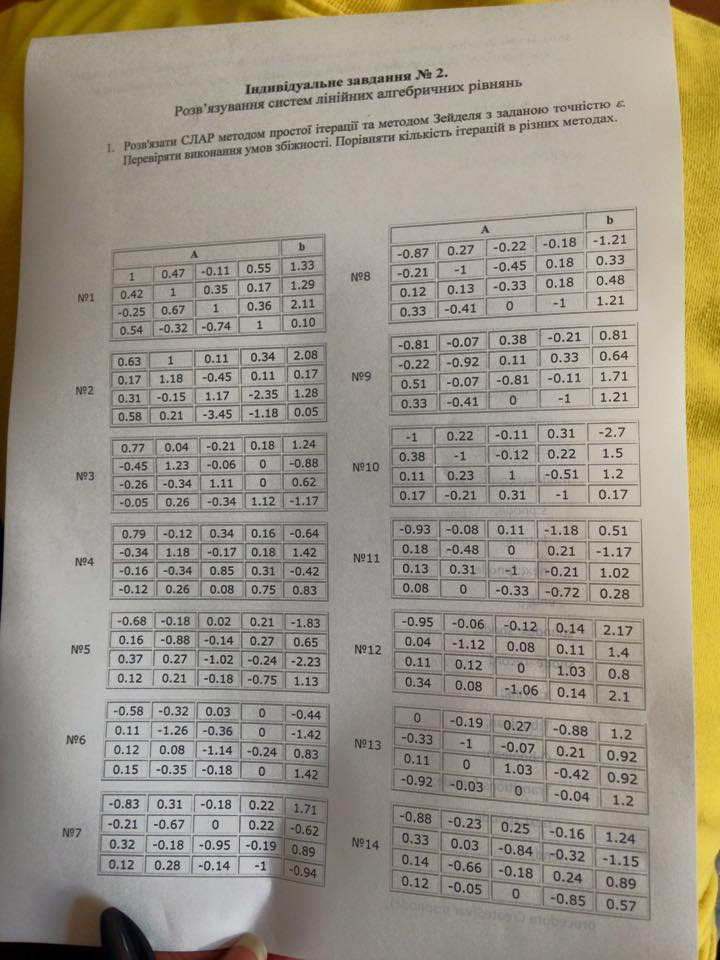 Індивідуальне завдання № 2.
Розв'язування систем лінійних алгебричних рівнянь
1. Розв'язати СЛАР методом простої ітерації та методом Зейделя з заданою точністю ε.
Перевіряти виконання умов збіжності. Порівняти кількість ітерацій в різних методах.
№1
A b
1 0.47 -0.11 0.55 1.33
0.42 1 0.35 0.17 1.29
-0.25 0.67 1 0.36 2.11
0.54 -0.32 -0.74 1 0.10
№2
0.63 1 0.11 0.34 2.08
0.17 1.18 -0.45 0.11 0.17
0.31 -0.15 1.17 -2.35 1.28
0.58 0.21 -3.45 -1.18 0.05
№3
0.77 0.04 -0.21 0.18 1.24
-0.45 1.23 -0.06 0 -0.88
-0.26 -0.34 1.11 0 0.62
-0.05 0.26 -0.34 1.12 -1.17
№4
0.79 -0.12 0.34 0.16 -0.64
-0.34 1.18 -0.17 0.18 1.42
-0.16 -0.34 0.85 0.31 -0.42
-0.12 0.26 0.08 0.75 0.83
№5
-0.68 -0.18 0.02 0.21 -1.83
0.16 -0.88 -0.14 0.27 0.65
0.37 0.27 -1.02 -0.24 -2.23
0.12 0.21 -0.18 -0.75 1.13
№6
-0.58 -0.32 0.03 0 -0.44
0.11 -1.26 -0.36 0 -1.42
0.12 0.08 -1.14 -0.24 0.83
0.15 -0.35 -0.18 0 1.42
№7
-0.83 0.31 -0.18 0.22 1.71
-0.21 -0.67 0 0.22 -0.62
0.32 -0.18 -0.95 -0.19 0.89
0.12 0.28 -0.14 -1 -0.94
№8
A b
-0.87 0.27 -0.22 -0.18 -1.21
-0.21 -1 -0.45 0.18 0.33
0.12 0.13 -0.33 0.18 0.48
0.33 -0.41 0 -1 1.21
№9
-0.81 -0.07 0.38 -0.21 0.81
-0.22 -0.92 0.11 0.33 0.64
0.51 -0.07 -0.81 -0.11 1.71
0.33 -0.41 0 -1 1.21
№10
-1 0.22 -0.11 0.31 -2.7
0.38 -1 -0.12 0.22 1.5
0.11 0.23 1 -0.51 1.2
0.17 -0.21 0.31 -1 0.17
№11
-0.93 -0.08 0.11 -1.18 0.51
0.18 -0.48 0 0.21 -1.17
0.13 0.31 -1 -0.21 1.02
0.08 0 -0.33 -0.72 0.28
№12
-0.95 -0.06 -0.12 0.14 2.17
0.04 -1.12 0.08 0.11 1.4
0.11 0.12 0 1.03 0.8
0.34 0.08 -1.06 0.14 2.1
№13
0 -0.19 0.27 -0.88 1.2
-0.33 -1 -0.07 0.21 0.92
0.11 0 1.03 -0.42 0.92
-0.92 -0.03 0 -0.04 1.2
№14
-0.88 -0.23 0.25 -0.16 1.24
0.33 0.03 -0.84 -0.32 -1.15
0.14 -0.66 -0.18 0.24 0.89
0.12 -0.05 0 -0.85 0.57